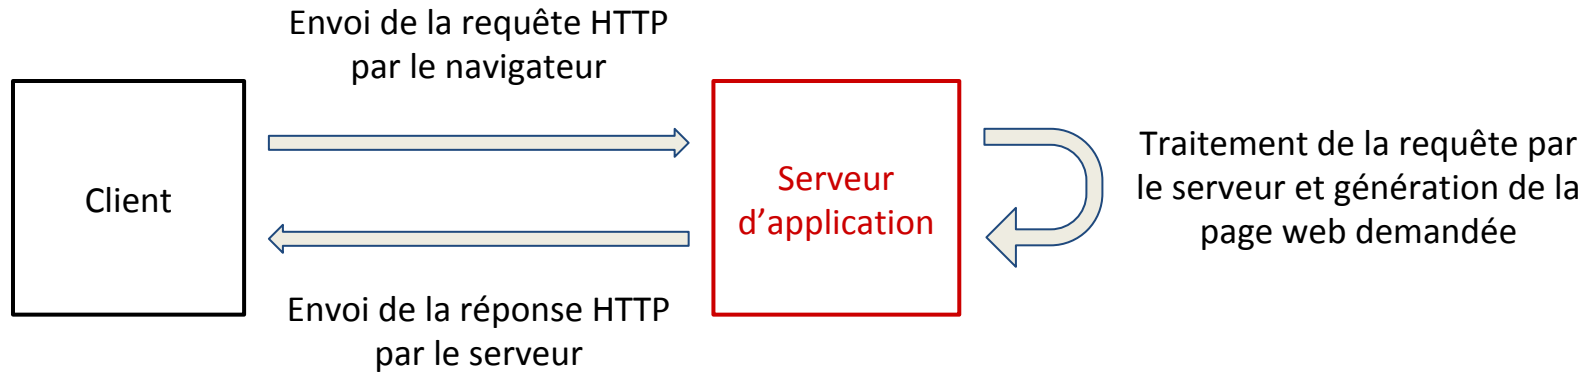 Envoi de la requête HTTP
par le navigateur
Client
Serveur
d’application
Traitement de la requête par
le serveur et génération de la
page web demandée
Envoi de la réponse HTTP
par le serveur